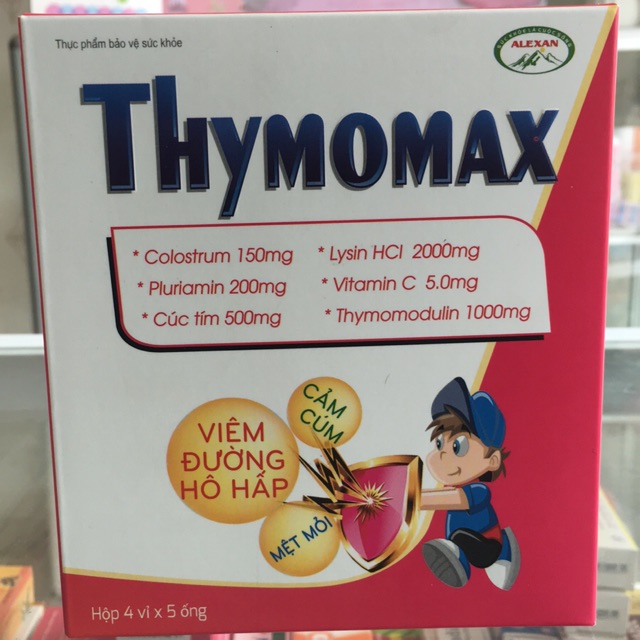 Thực phẩm bảo vệ sức khỏe
ALEXAN
Thymomax
* Colostrum 150mg
* Lysin HCl 2000mg
* Pluriamin 200mg
* Vitamin C 5.0mg
* Cúc tím 500mg
* Thymomodulin 1000mg
CẢM
CÚM
VIÊM
ĐƯỜNG
HÔ HẤP
MỆT MỎI
Hộp 4 vỉ x 5 ống